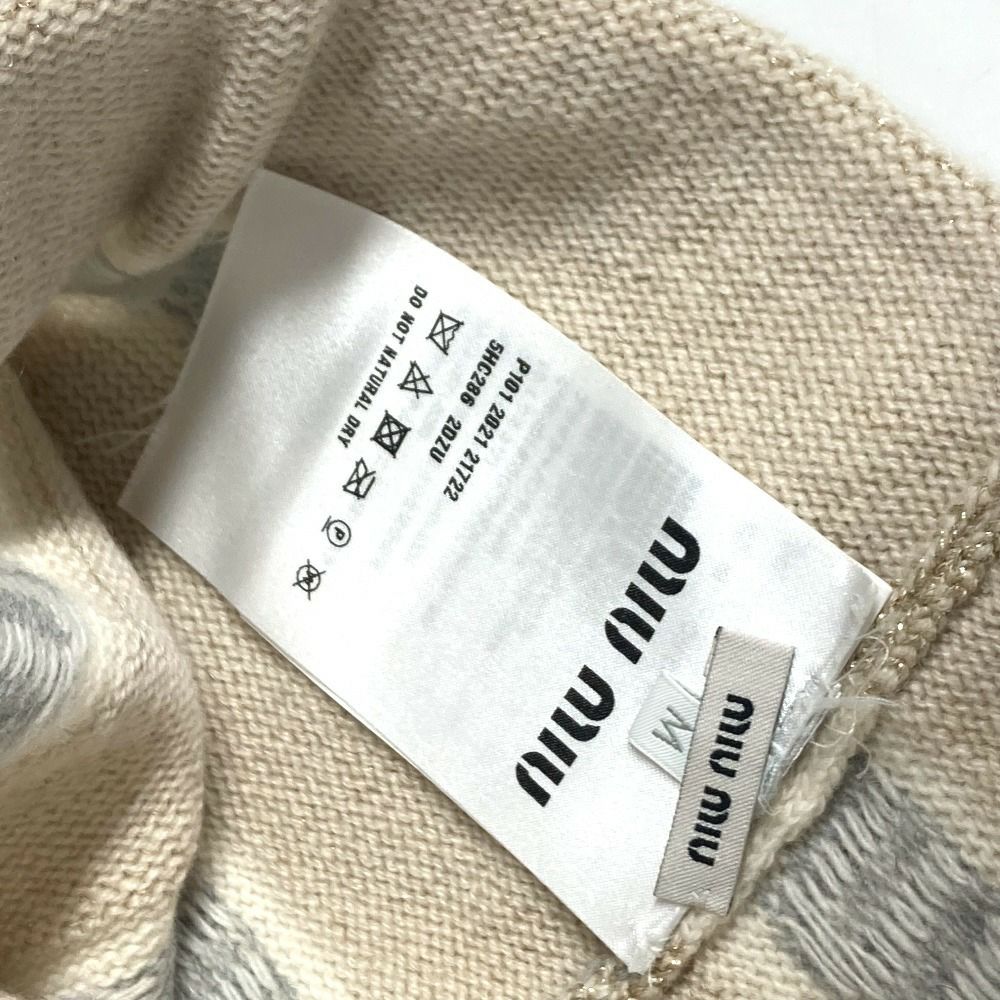 miu miu
P101 2021 21722
5HC286 2DZU
P
DO NOT NATURAL DRY
M
miu miu